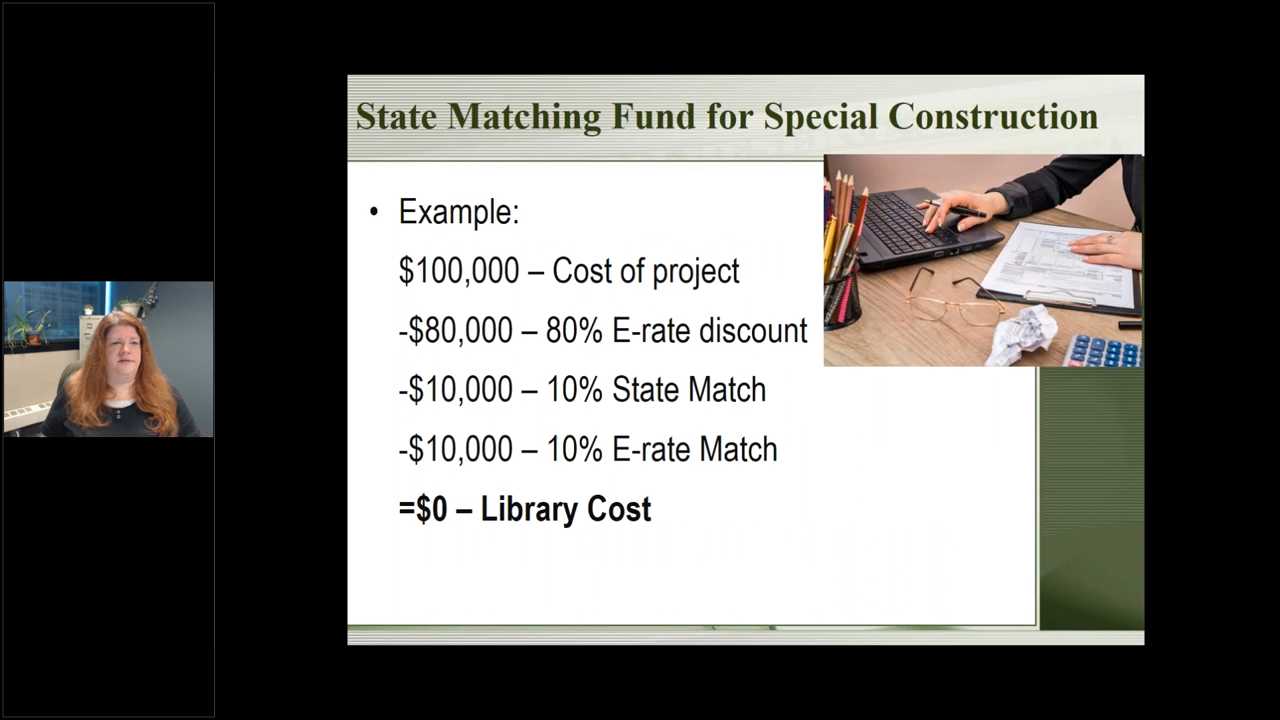 State Matching Fund for Special Construction
• Example:
$100,000 – Cost of project
-$80,000 – 80% E-rate discount
-$10,000 – 10% State Match
-$10,000 – 10% E-rate Match
=$0 – Library Cost